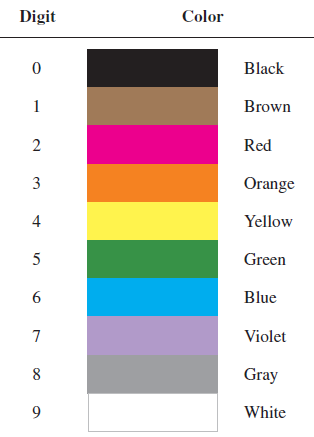 Digit Color
0 Black
1 Brown
2 Red
3 Orange
4 Yellow
5 Green
6 Blue
7 Violet
8 Gray
9 White